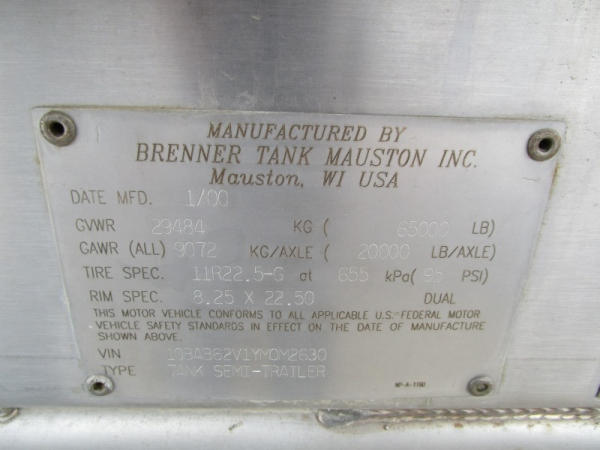 MANUFACTURED BY
BRENNER TANK MAUSTON INC.
Mauston, WI USA
DATE MFD. 1/00
GVWR 29484 KG ( 65000 LB)
GAWR (ALL) 9072 KG/AXLE ( 20000 LB/AXLE)
TIRE SPEC. 11R22.5-G at 655 kPa( 95 PSI)
RIM SPEC. 8.25 X 22.50 DUAL
THIS MOTOR VEHICLE CONFORMS TO ALL APPLICABLE U.S. FEDERAL MOTOR
VEHICLE SAFETY STANDARDS IN EFFECT ON THE DATE OF MANUFACTURE
SHOWN ABOVE.
VIN
TYPE TANK SEMI-TRAILER